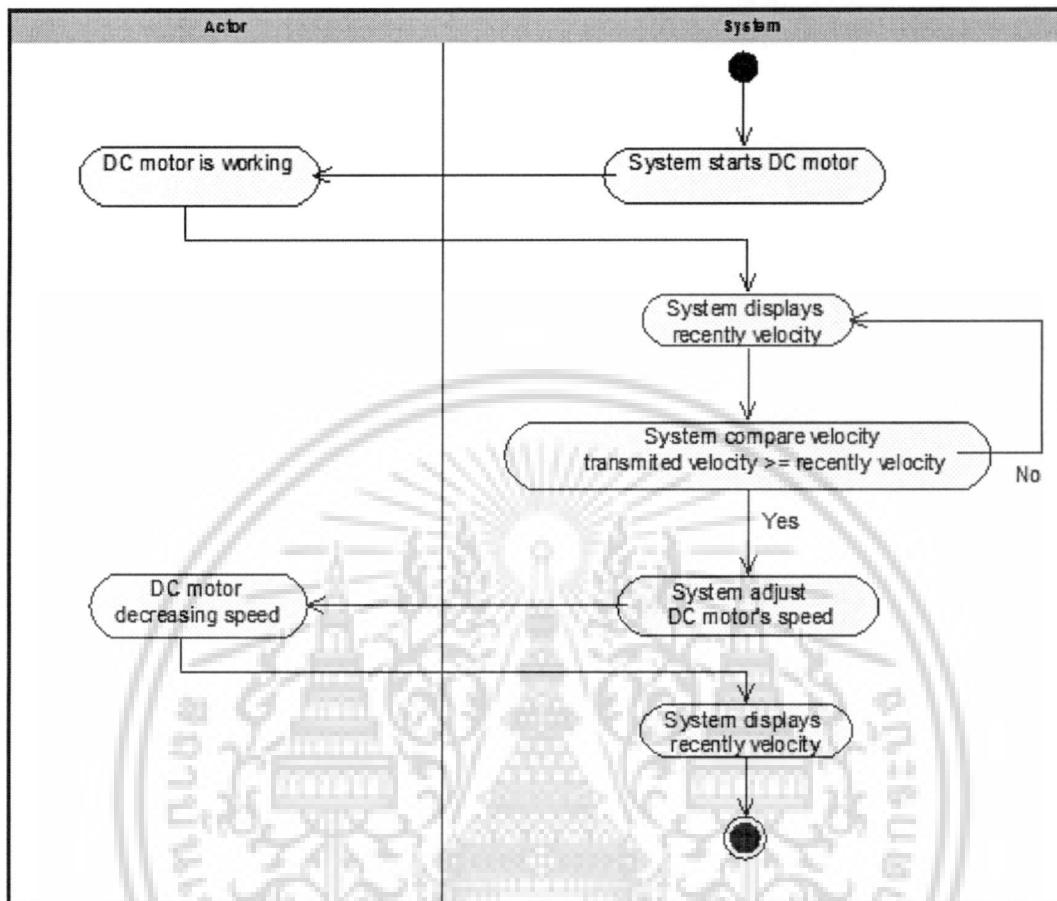 Actor
System
DC motor is working
System starts DC motor
System displays
recently velocity
System compare velocity
transmited velocity >= recently velocity
No
Yes
DC motor
decreasing speed
System adjust
DC motor's speed
System displays
recently velocity